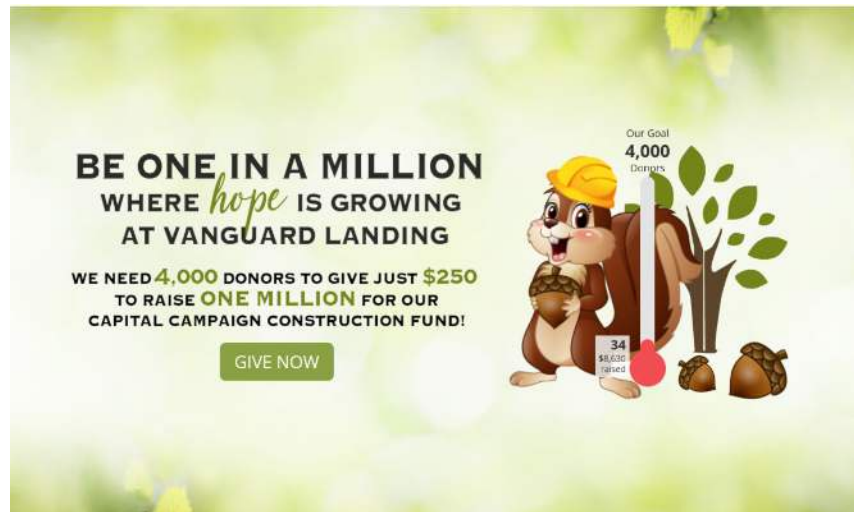 BE ONE IN A MILLION
WHERE hope IS GROWING
AT VANGUARD LANDING
WE NEED 4,000 DONORS TO GIVE JUST $250
TO RAISE ONE MILLION FOR OUR
CAPITAL CAMPAIGN CONSTRUCTION FUND!
GIVE NOW
Our Goal
4,000
Donors
34
$8,630
raised